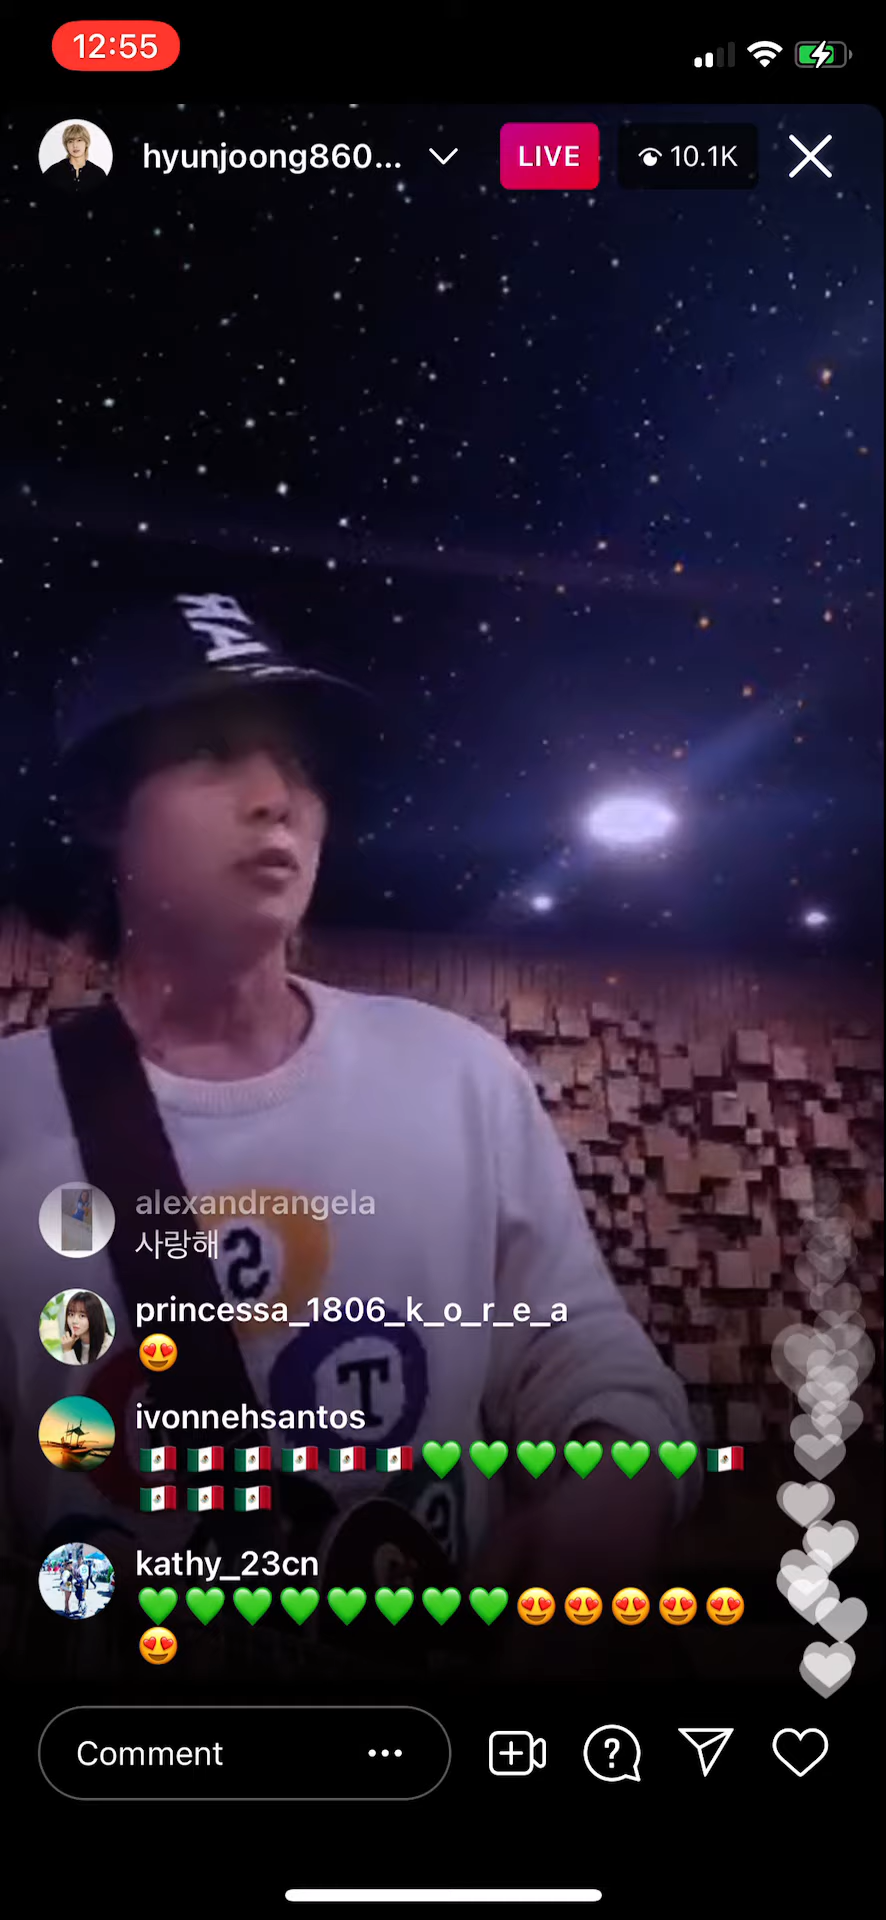 12:55
hyunjoong860...
LIVE
10.1K
alexandrangela
사랑해
princessa_1806_k_o_r_e_a
😍
ivonnehsantos
🇲🇽🇲🇽🇲🇽🇲🇽🇲🇽🇲🇽💚💚💚💚💚💚🇲🇽
🇲🇽🇲🇽🇲🇽
kathy_23cn
💚💚💚💚💚💚💚💚😍😍😍😍😍
😍
Comment
S
T